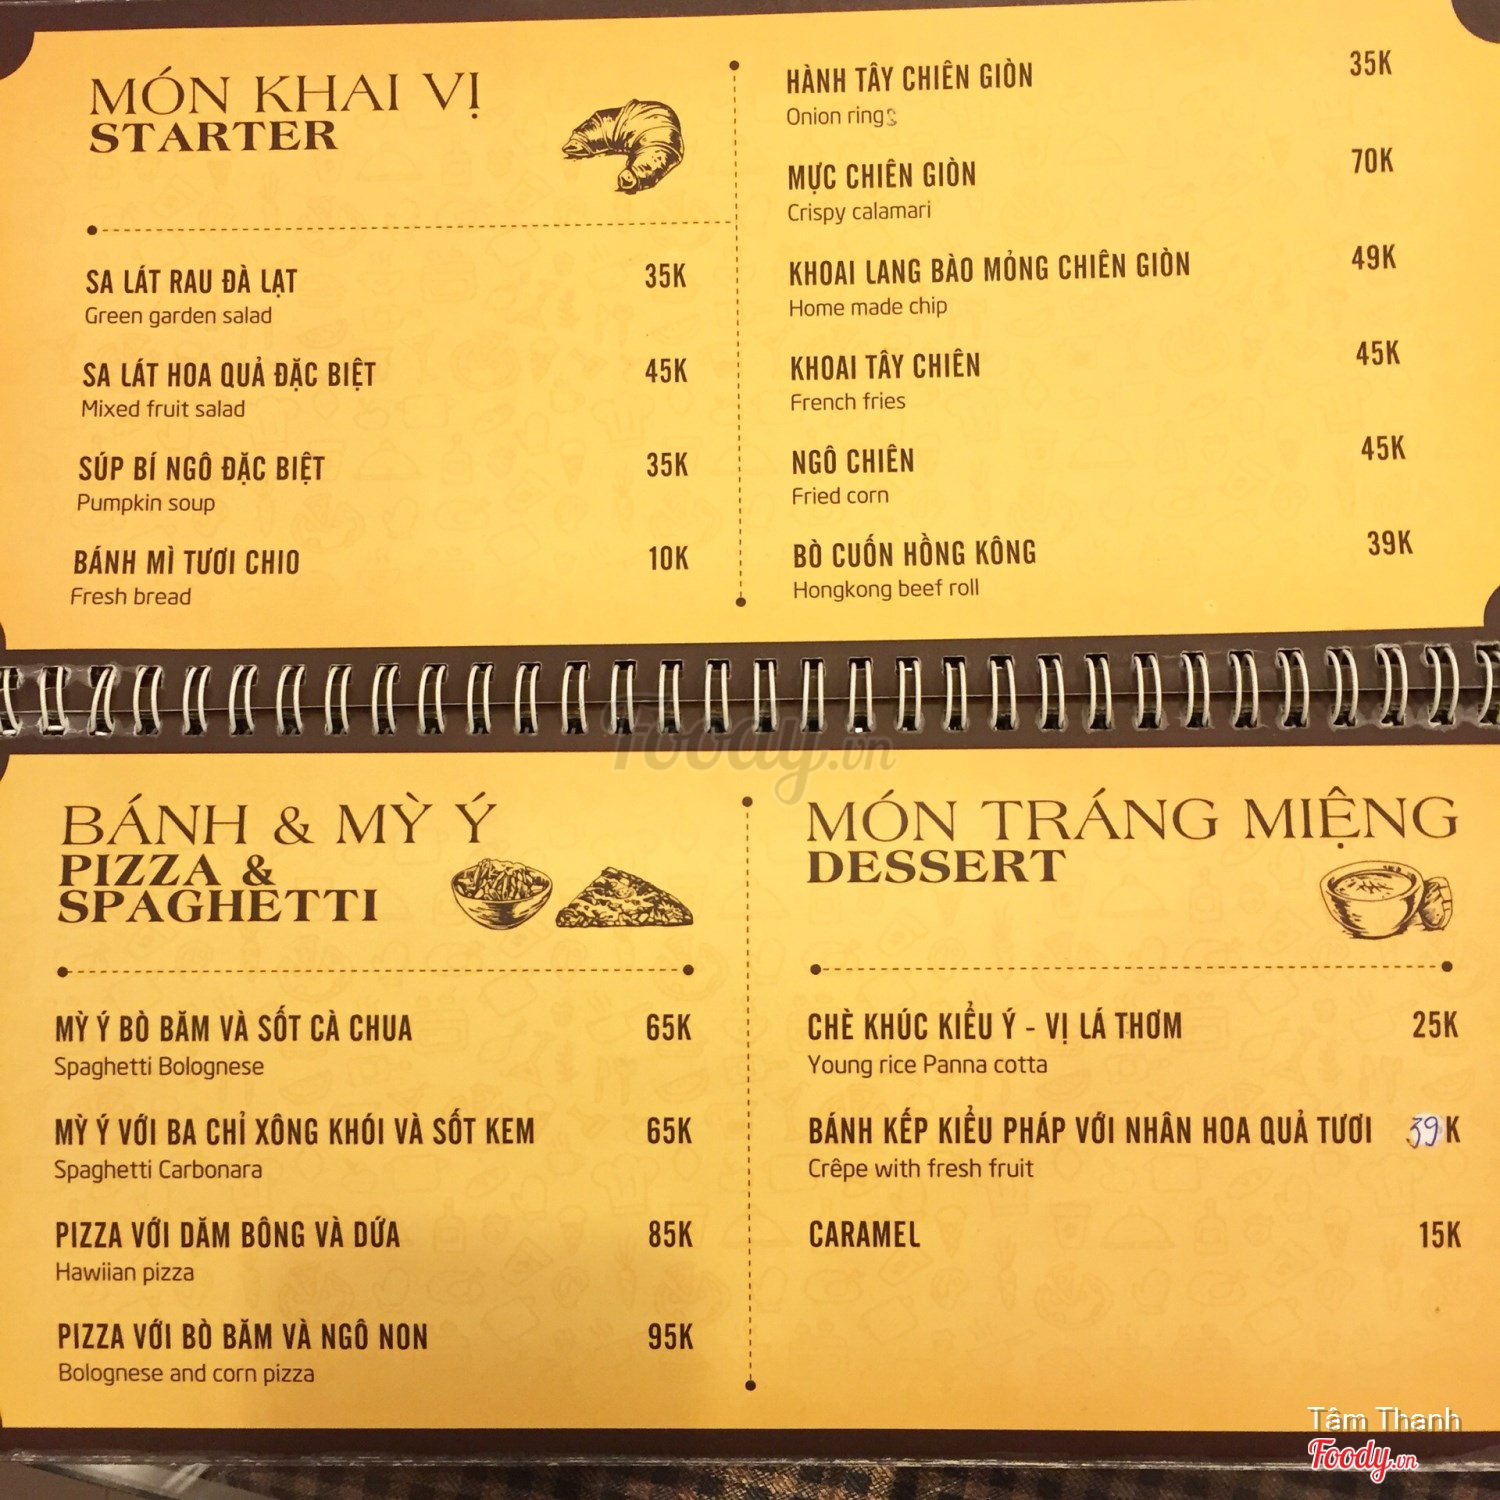 MÓN KHAI VỊ
STARTER
SA LÁT RAU ĐÀ LẠT 35K
Green garden salad
SA LÁT HOA QUẢ ĐẶC BIỆT 45K
Mixed fruit salad
SÚP BÍ NGÔ ĐẶC BIỆT 35K
Pumpkin soup
BÁNH MÌ TƯƠI CHIO 10K
Fresh bread
HÀNH TÂY CHIÊN GIÒN 35K
Onion rings
MỰC CHIÊN GIÒN 70K
Crispy calamari
KHOAI LANG BÀO MỎNG CHIÊN GIÒN 49K
Home made chip
KHOAI TÂY CHIÊN 45K
French fries
NGÔ CHIÊN 45K
Fried corn
BÒ CUỐN HỒNG KÔNG 39K
Hongkong beef roll
Foody.vn
BÁNH & MỲ Ý
PIZZA &
SPAGHETTI
MỲ Ý BÒ BĂM VÀ SỐT CÀ CHUA 65K
Spaghetti Bolognese
MỲ Ý VỚI BA CHỈ XÔNG KHÓI VÀ SỐT KEM 65K
Spaghetti Carbonara
PIZZA VỚI DĂM BÔNG VÀ DỨA 85K
Hawiian pizza
PIZZA VỚI BÒ BĂM VÀ NGÔ NON 95K
Bolognese and corn pizza
MÓN TRÁNG MIỆNG
DESSERT
CHÈ KHÚC KIỂU Ý - VỊ LÁ THƠM 25K
Young rice Panna cotta
BÁNH KẾP KIỂU PHÁP VỚI NHÂN HOA QUẢ TƯƠI 39K
Crêpe with fresh fruit
CARAMEL 15K
Tâm Thanh
Foody.vn